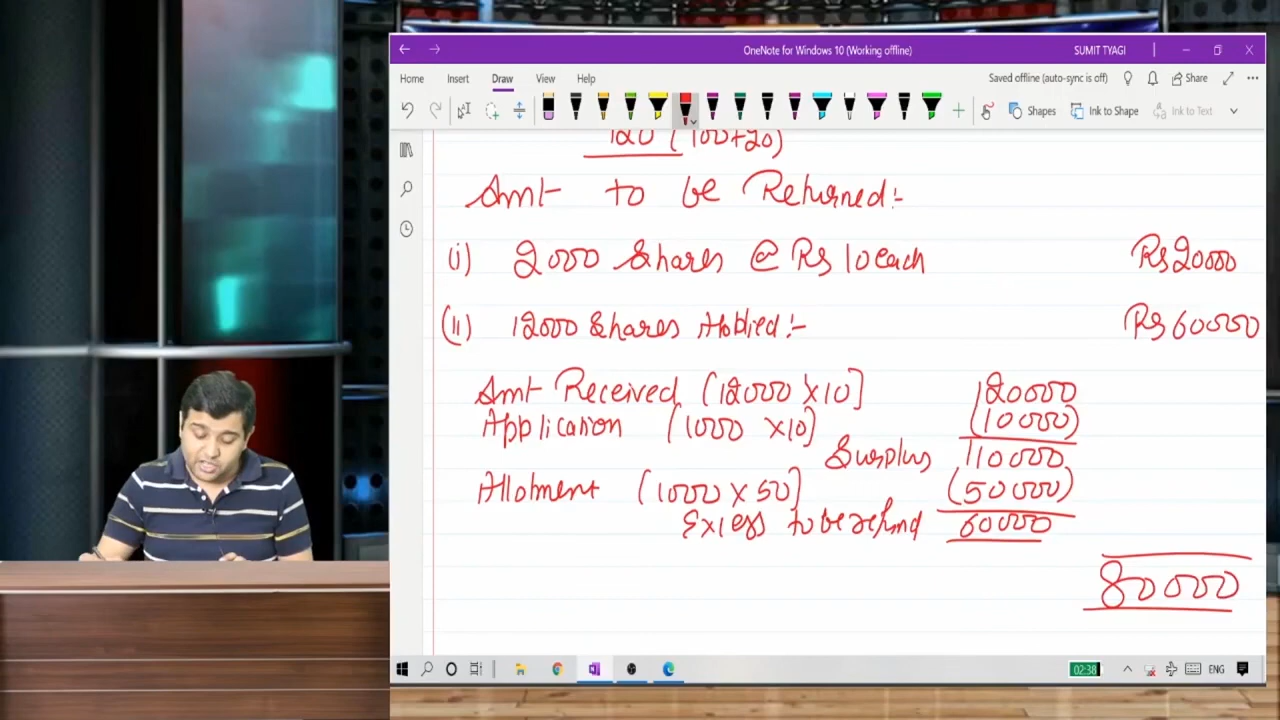 OneNote for Windows 10 (Working offline)
SUMIT TYAGI
Home Insert Draw View Help
Saved offline (auto-sync is off)
Share
Shapes
Ink to Shape
Ink to Text
120 (100+20)
Amt to be Returned:-
(i) 2000 Shares @ Rs 10 each Rs 20000
(ii) 12000 Shares Applied:- Rs 60000
Amt Received (12000 × 10] 120000
Application (1000 × 10) (10000)
Surplus 110000
Allotment (1000 × 50) (50000)
Excess to be refund 60000
80000
02:38
ENG